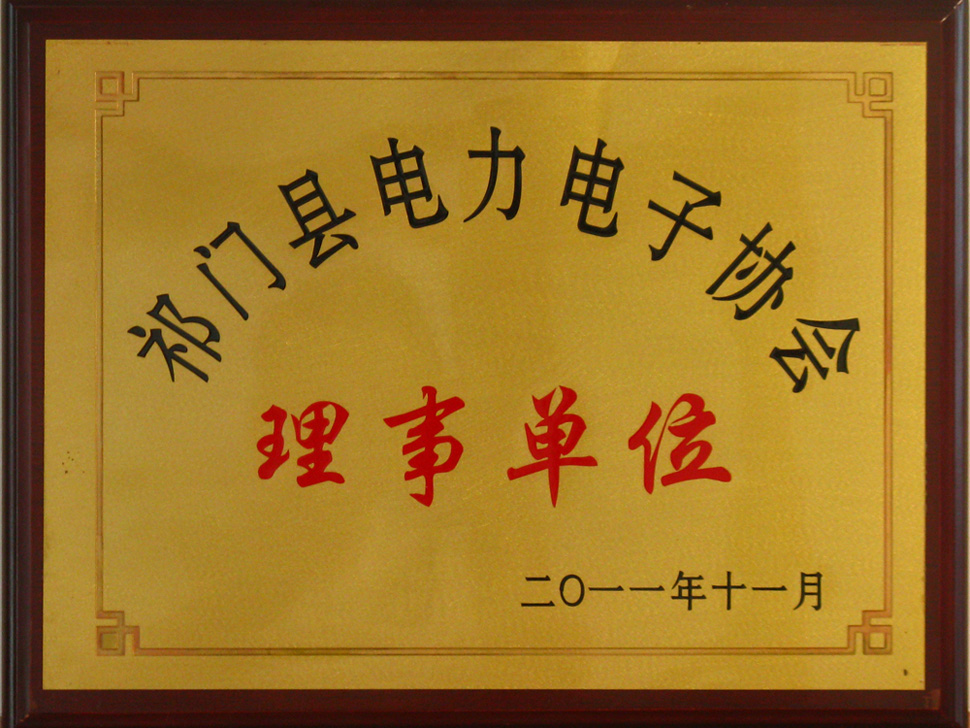 祁门县电力电子协会
理事单位
二〇一一年十一月